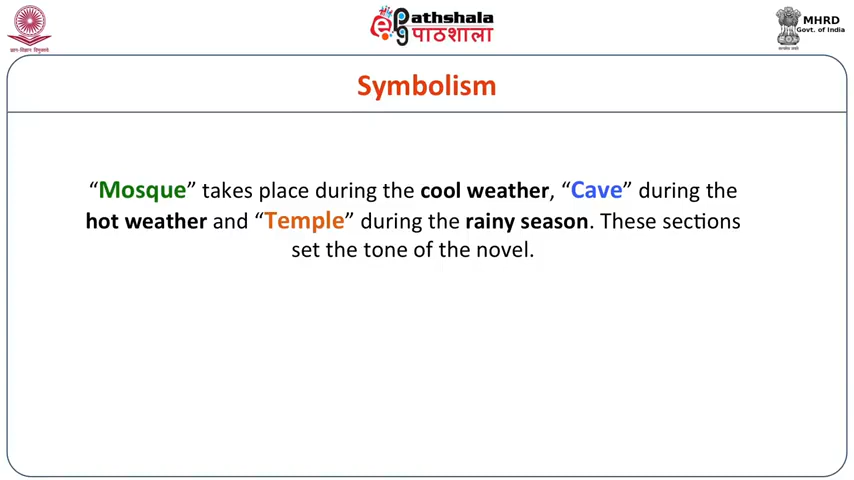 ePathshala
पाठशाला
MHRD
Govt. of India
Symbolism
“Mosque” takes place during the cool weather, “Cave” during the
hot weather and “Temple” during the rainy season. These sections
set the tone of the novel.